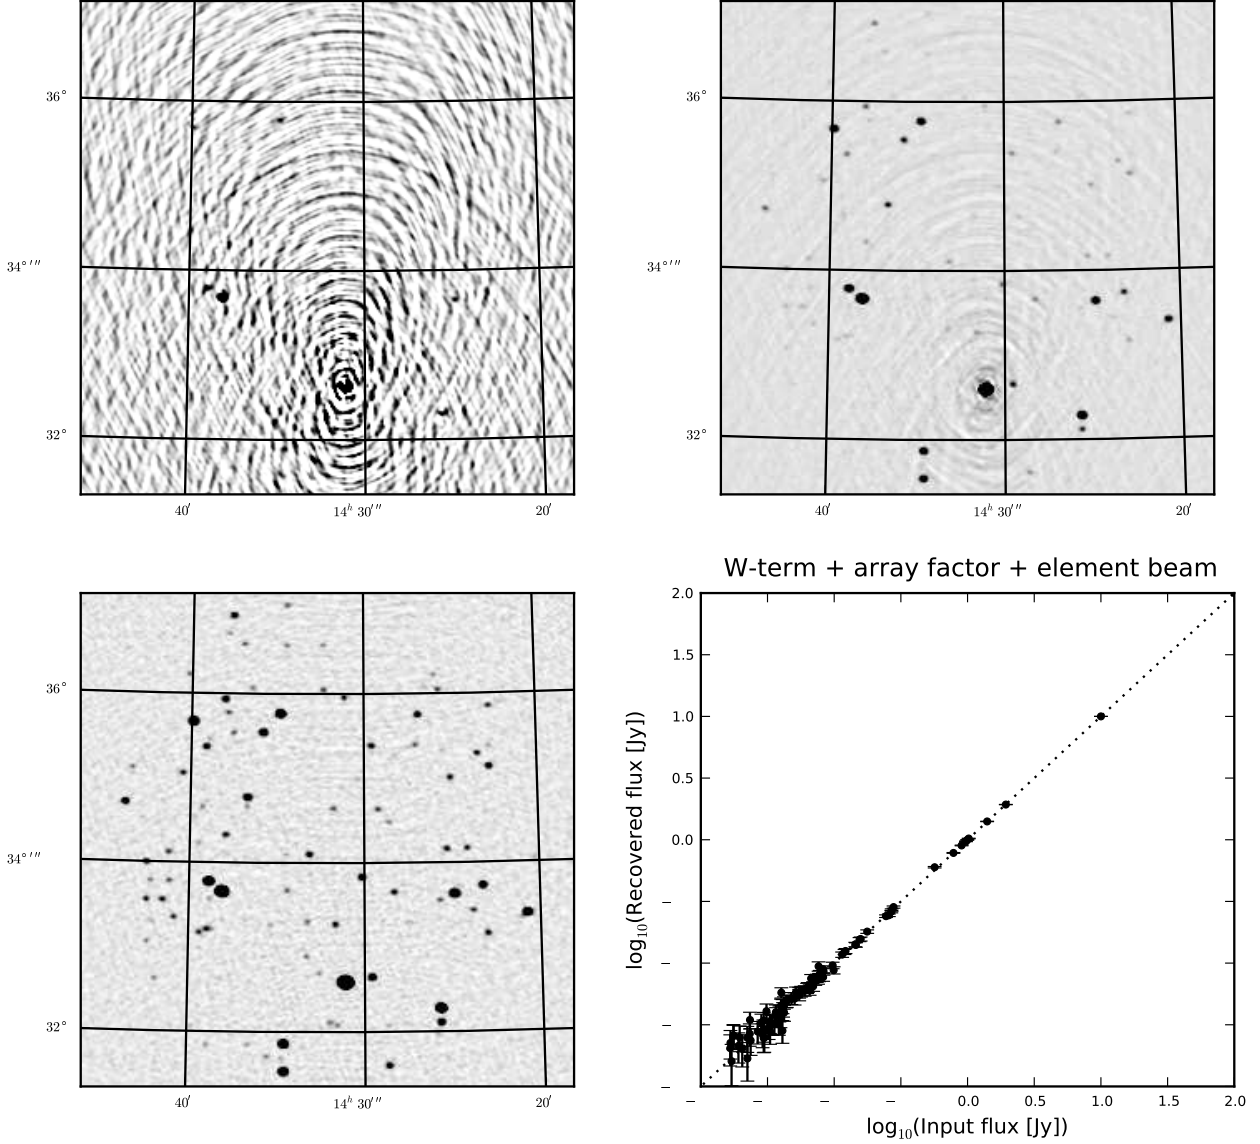 36°
36°
34°′″
34°′″
32°
32°
40′ 14ʰ 30′″ 20′
40′ 14ʰ 30′″ 20′
W-term + array factor + element beam
36°
34°′″
32°
40′ 14ʰ 30′″ 20′
2.0
1.5
1.0
0.5
0.0
−
−
−
−
log₁₀(Recovered flux [Jy])
− − − − 0.0 0.5 1.0 1.5 2.0
log₁₀(Input flux [Jy])